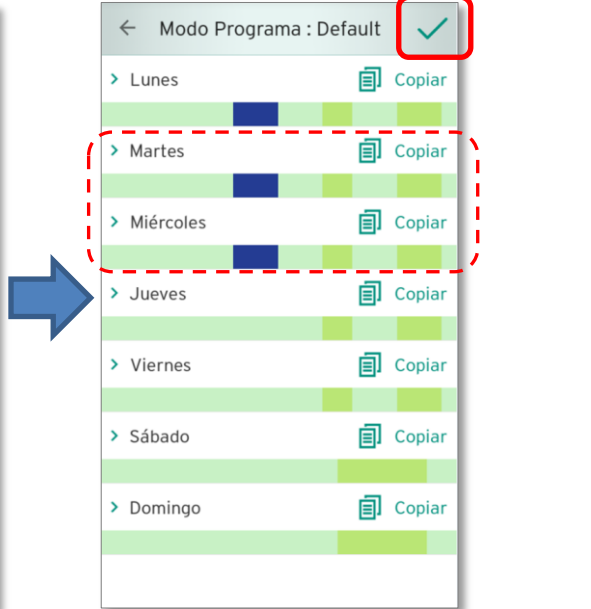 Modo Programa : Default
Lunes Copiar
Martes Copiar
Miércoles Copiar
Jueves Copiar
Viernes Copiar
Sábado Copiar
Domingo Copiar